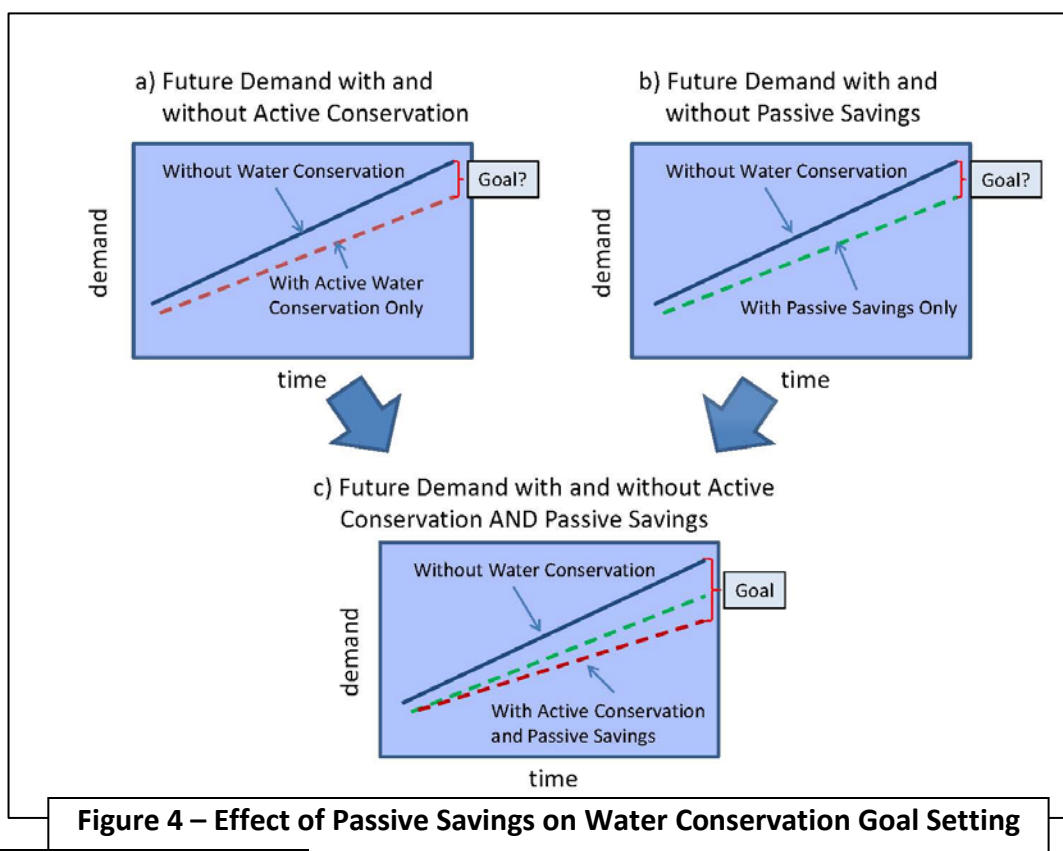 a) Future Demand with and
without Active Conservation
Without Water Conservation
Goal?
With Active Water
Conservation Only
demand
time
b) Future Demand with and
without Passive Savings
Without Water Conservation
Goal?
With Passive Savings Only
demand
time
c) Future Demand with and without Active
Conservation AND Passive Savings
Without Water Conservation
Goal
With Active Conservation
and Passive Savings
demand
time
Figure 4 – Effect of Passive Savings on Water Conservation Goal Setting